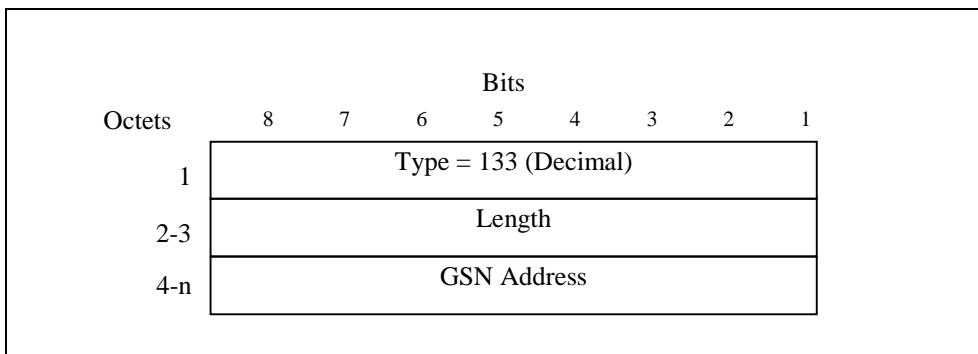 Bits
Octets 8 7 6 5 4 3 2 1
1 Type = 133 (Decimal)
2-3 Length
4-n GSN Address